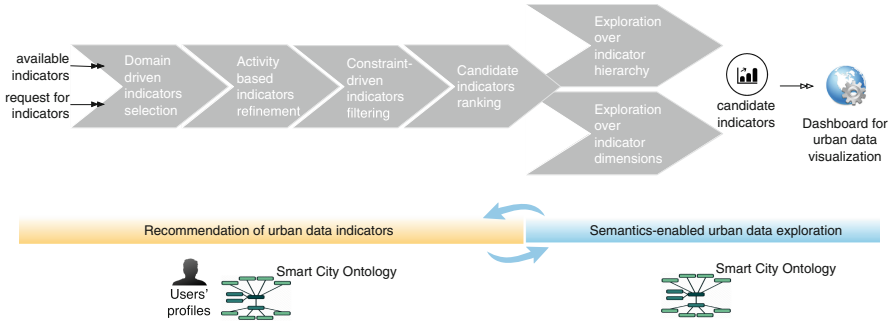 available
indicators
request for
indicators
Domain
driven
indicators
selection
Activity
based
indicators
refinement
Constraint-
driven
indicators
filtering
Candidate
indicators
ranking
Exploration
over
indicator
hierarchy
Exploration
over
indicator
dimensions
candidate
indicators
Dashboard for
urban data
visualization
Recommendation of urban data indicators
Semantics-enabled urban data exploration
Users'
profiles
Smart City Ontology
Smart City Ontology